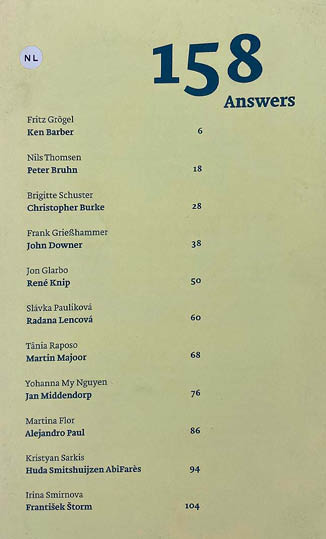 NL
158
Answers
Fritz Grögel
Ken Barber 6
Nils Thomsen
Peter Bruhn 18
Brigitte Schuster
Christopher Burke 28
Frank Grießhammer
John Downer 38
Jon Glarbo
René Knip 50
Slávka Pauliková
Radana Lencová 60
Tânia Raposo
Martin Majoor 68
Yohanna My Nguyen
Jan Middendorp 76
Martina Flor
Alejandro Paul 86
Kristyan Sarkis
Huda Smitshuijzen AbiFarès 94
Irina Smirnova
František Štorm 104